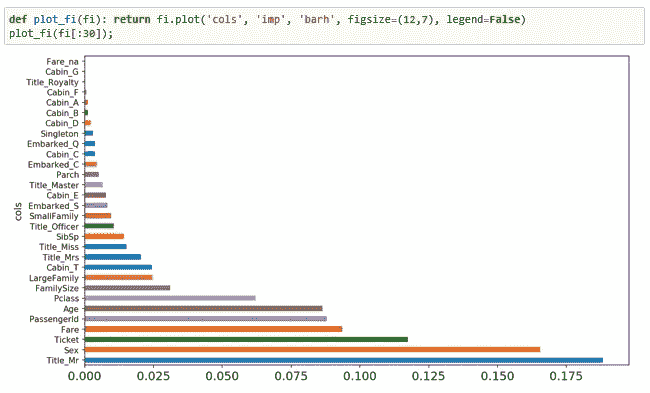 def plot_fi(fi): return fi.plot('cols', 'imp', 'barh', figsize=(12,7), legend=False)
plot_fi(fi[:30]);
Fare_na
Cabin_G
Title_Royalty
Cabin_F
Cabin_A
Cabin_B
Cabin_D
Singleton
Embarked_Q
Cabin_C
Embarked_C
Parch
Title_Master
Cabin_E
Embarked_S
SmallFamily
Title_Officer
SibSp
Title_Miss
Title_Mrs
Cabin_T
LargeFamily
FamilySize
Pclass
Age
PassengerId
Fare
Ticket
Sex
Title_Mr
cols
0.000 0.025 0.050 0.075 0.100 0.125 0.150 0.175